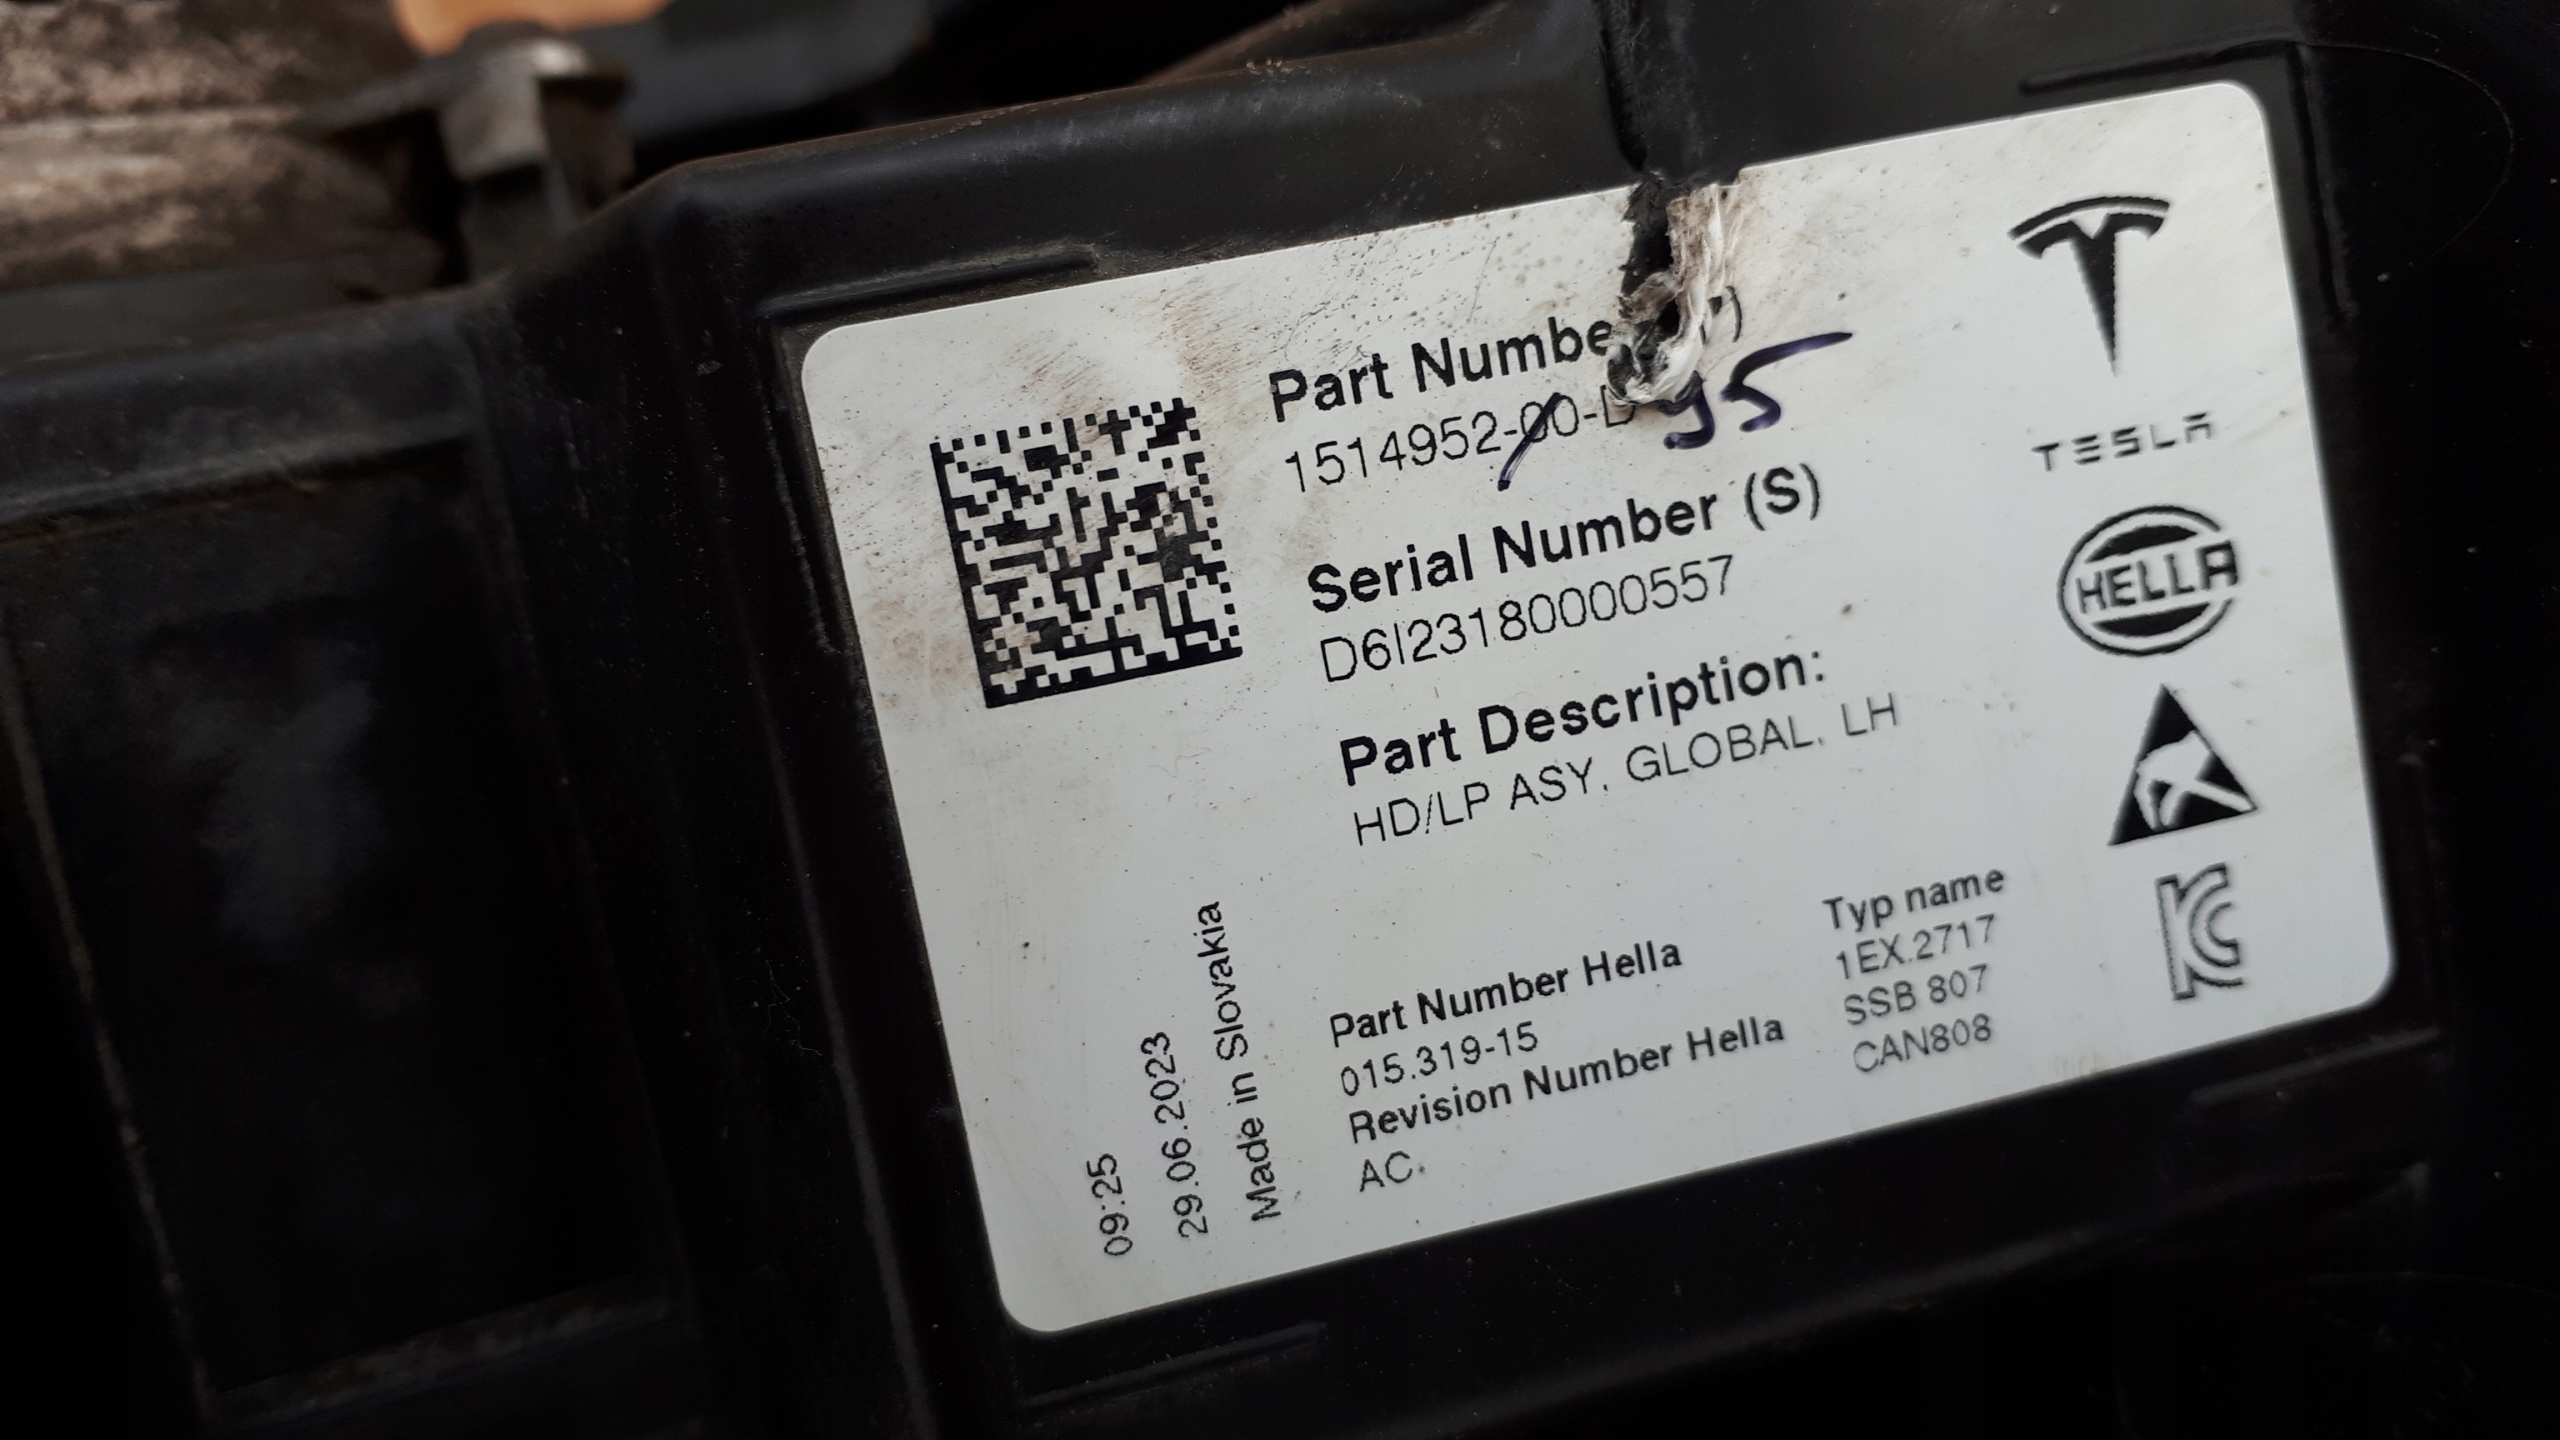 Part Number
1514952-00-D
95
Serial Number (S)
D6I23180000557
Part Description:
HD/LP ASY, GLOBAL, LH
TESLA
HELLA
Part Number Hella
015.319-15
Revision Number Hella
AC.
Typ name
1EX.2717
SSB 807
CAN808
09:25
29.06.2023
Made in Slovakia